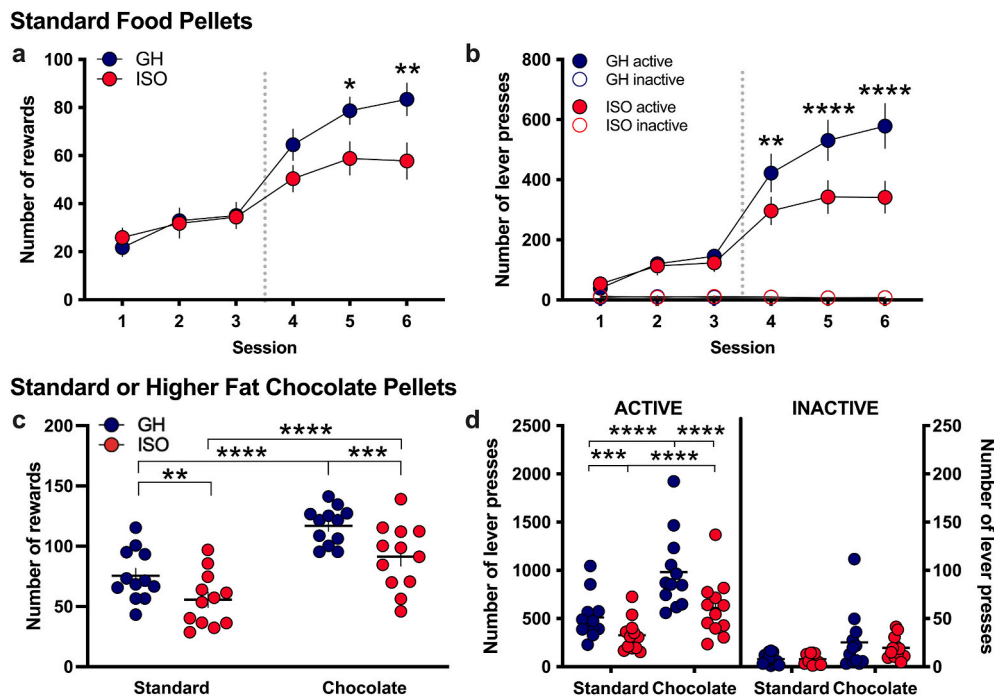 Standard Food Pellets
a
GH
ISO
Number of rewards
100
80
60
40
20
0
*
**
1 2 3 4 5 6
Session
b
GH active
GH inactive
ISO active
ISO inactive
Number of lever presses
800
600
400
200
0
**
****
****
1 2 3 4 5 6
Session
Standard or Higher Fat Chocolate Pellets
c
GH
ISO
Number of rewards
200
150
100
50
0
****
****
***
**
Standard Chocolate
d
ACTIVE INACTIVE
Number of lever presses
2500
2000
1500
1000
500
0
**** ****
*** ****
250
200
150
100
50
0
Number of lever presses
Standard Chocolate Standard Chocolate